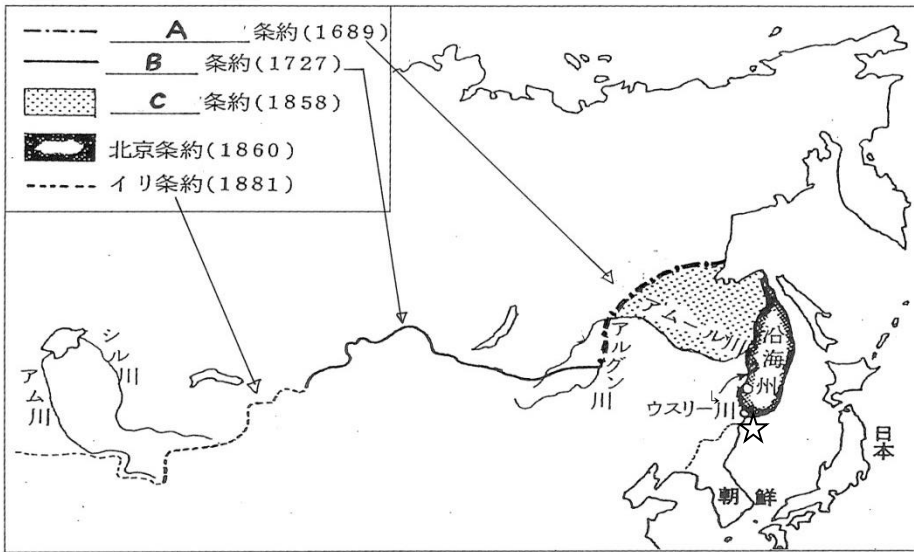 A 条約(1689)
B 条約(1727)
C 条約(1858)
北京条約(1860)
イリ条約(1881)
シル川
アム川
アルグン川
アムール川
沿海州
ウスリー川
日本
朝鮮